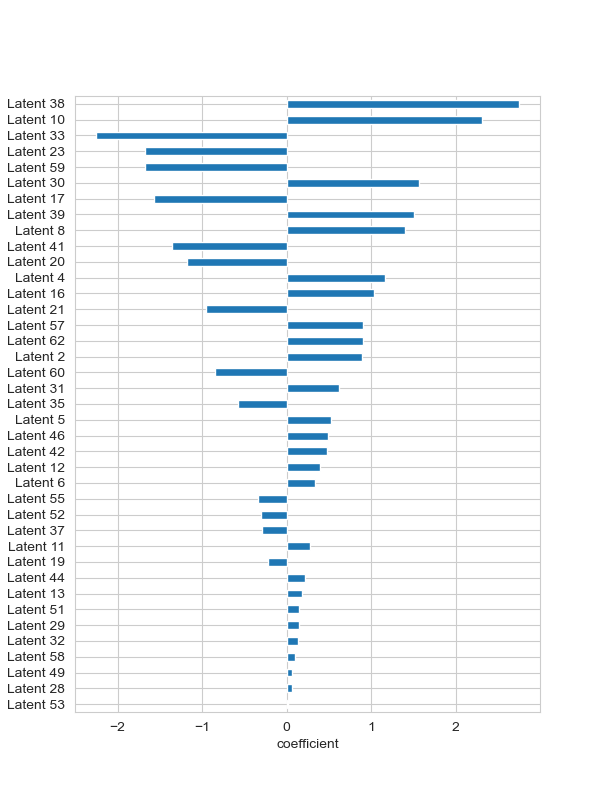 Latent 38
Latent 10
Latent 33
Latent 23
Latent 59
Latent 30
Latent 17
Latent 39
Latent 8
Latent 41
Latent 20
Latent 4
Latent 16
Latent 21
Latent 57
Latent 62
Latent 2
Latent 60
Latent 31
Latent 35
Latent 5
Latent 46
Latent 42
Latent 12
Latent 6
Latent 55
Latent 52
Latent 37
Latent 11
Latent 19
Latent 44
Latent 13
Latent 51
Latent 29
Latent 32
Latent 58
Latent 49
Latent 28
Latent 53
−2 −1 0 1 2
coefficient